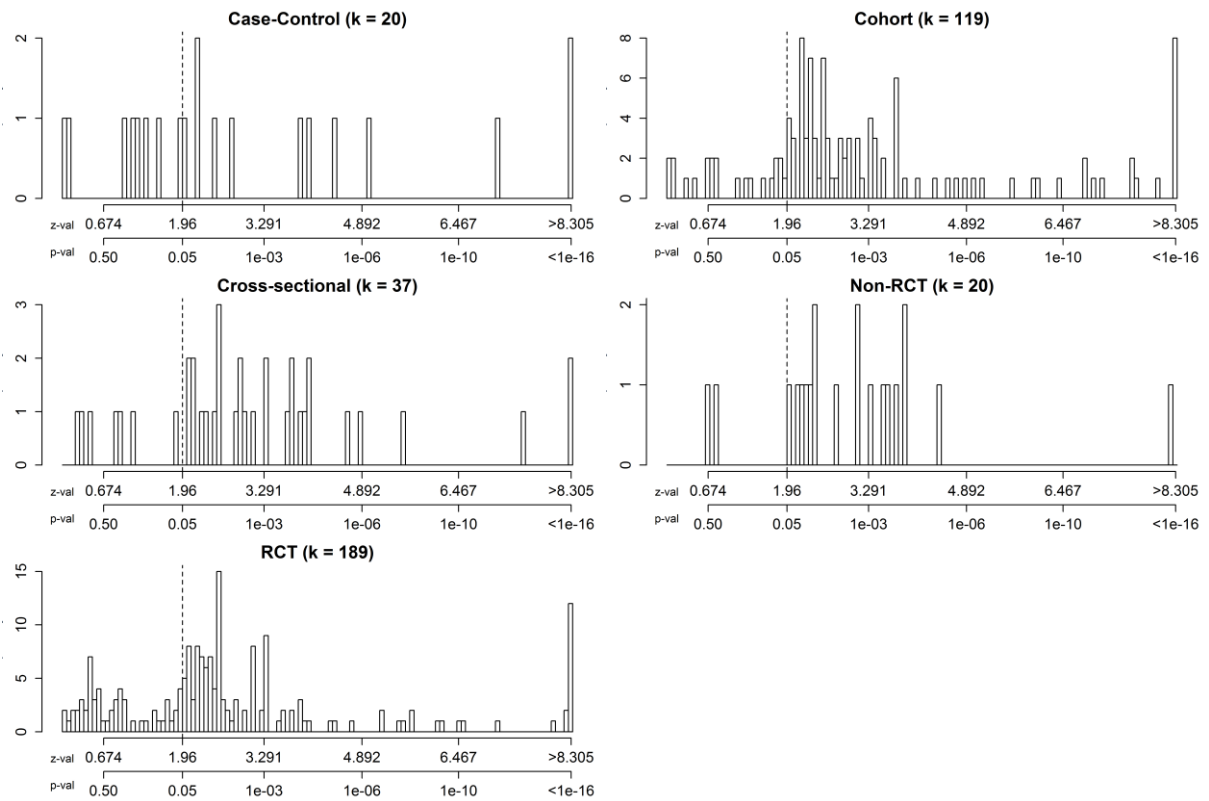 Case-Control (k = 20)
2
1
0
z-val 0.674 1.96 3.291 4.892 6.467 >8.305
p-val 0.50 0.05 1e-03 1e-06 1e-10 <1e-16
Cohort (k = 119)
8
6
4
2
0
z-val 0.674 1.96 3.291 4.892 6.467 >8.305
p-val 0.50 0.05 1e-03 1e-06 1e-10 <1e-16
Cross-sectional (k = 37)
3
2
1
0
z-val 0.674 1.96 3.291 4.892 6.467 >8.305
p-val 0.50 0.05 1e-03 1e-06 1e-10 <1e-16
Non-RCT (k = 20)
2
1
0
z-val 0.674 1.96 3.291 4.892 6.467 >8.305
p-val 0.50 0.05 1e-03 1e-06 1e-10 <1e-16
RCT (k = 189)
15
10
5
0
z-val 0.674 1.96 3.291 4.892 6.467 >8.305
p-val 0.50 0.05 1e-03 1e-06 1e-10 <1e-16